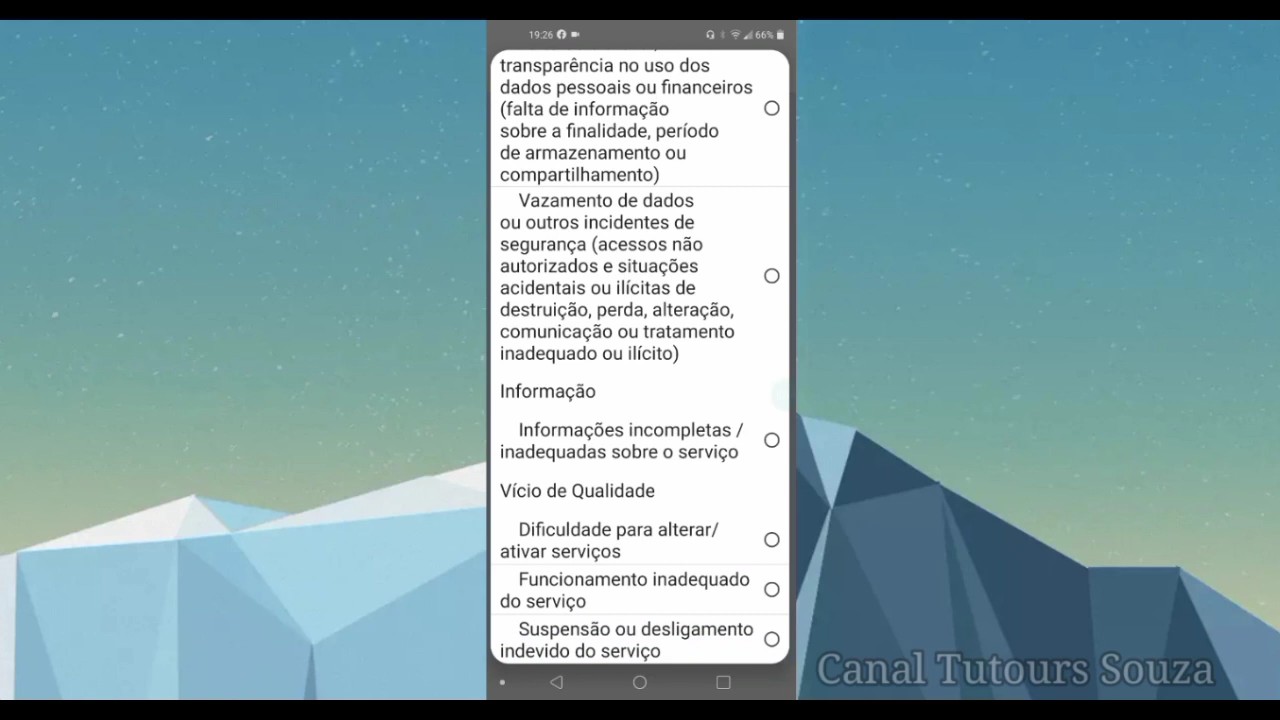 19:26
66%
transparência no uso dos
dados pessoais ou financeiros
(falta de informação
sobre a finalidade, período
de armazenamento ou
compartilhamento)
Vazamento de dados
ou outros incidentes de
segurança (acessos não
autorizados e situações
acidentais ou ilícitas de
destruição, perda, alteração,
comunicação ou tratamento
inadequado ou ilícito)
Informação
Informações incompletas /
inadequadas sobre o serviço
Vício de Qualidade
Dificuldade para alterar/
ativar serviços
Funcionamento inadequado
do serviço
Suspensão ou desligamento
indevido do serviço
Canal Tutours Souza